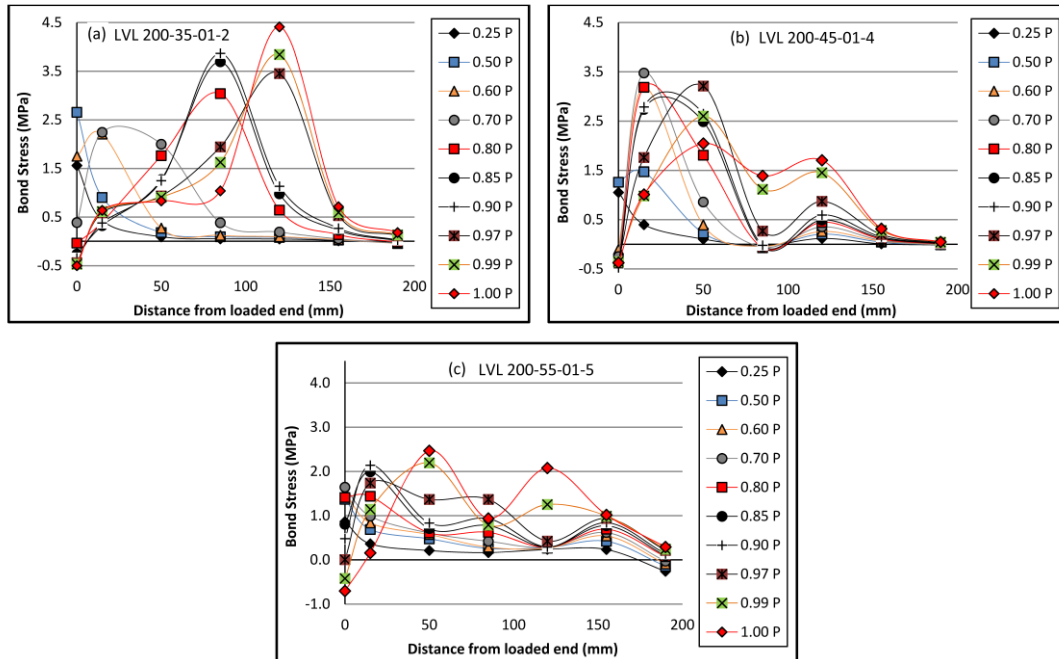 (a) LVL 200-35-01-2
Bond Stress (MPa)
4.5
3.5
2.5
1.5
0.5
-0.5
0 50 100 150 200
Distance from loaded end (mm)
0.25 P
0.50 P
0.60 P
0.70 P
0.80 P
0.85 P
0.90 P
0.97 P
0.99 P
1.00 P
(b) LVL 200-45-01-4
Bond Stress (MPa)
4.5
3.5
2.5
1.5
0.5
-0.5
0 50 100 150 200
Distance from loaded end (mm)
0.25 P
0.50 P
0.60 P
0.70 P
0.80 P
0.85 P
0.90 P
0.97 P
0.99 P
1.00 P
(c) LVL 200-55-01-5
Bond Stress (MPa)
4.0
3.0
2.0
1.0
0.0
-1.0
0 50 100 150 200
Distance from loaded end (mm)
0.25 P
0.50 P
0.60 P
0.70 P
0.80 P
0.85 P
0.90 P
0.97 P
0.99 P
1.00 P